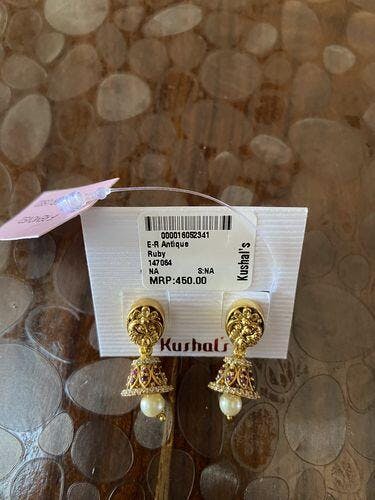 000016052341
E-R Antique
Ruby
147064
NA S:NA
MRP:450.00
Kushal's
Kushal's